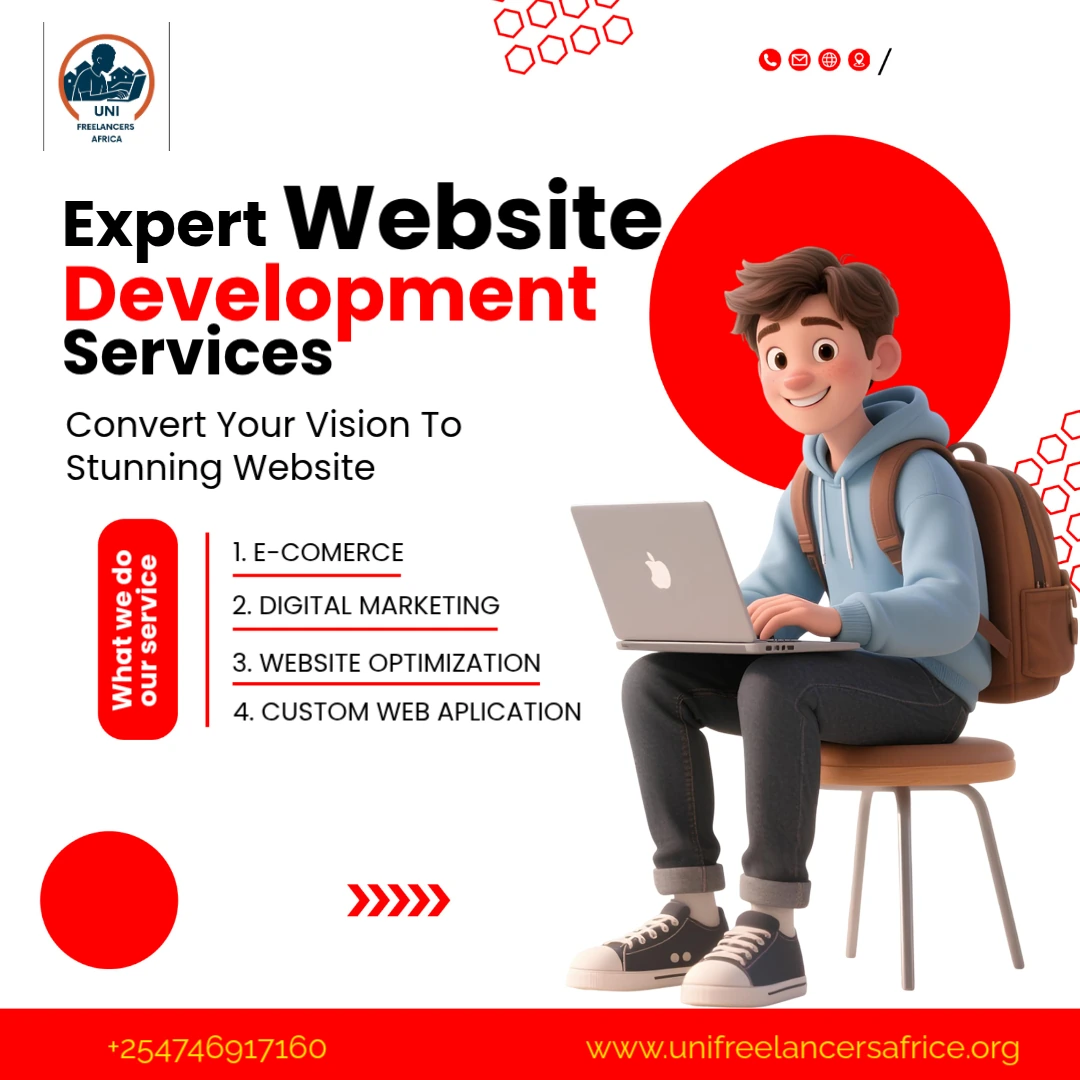 UNI
FREELANCERS
AFRICA
/
Expert Website
Development
Services
Convert Your Vision To
Stunning Website
What we do
our service
1. E-COMERCE
2. DIGITAL MARKETING
3. WEBSITE OPTIMIZATION
4. CUSTOM WEB APLICATION
+254746917160
www.unifreelancersafrice.org